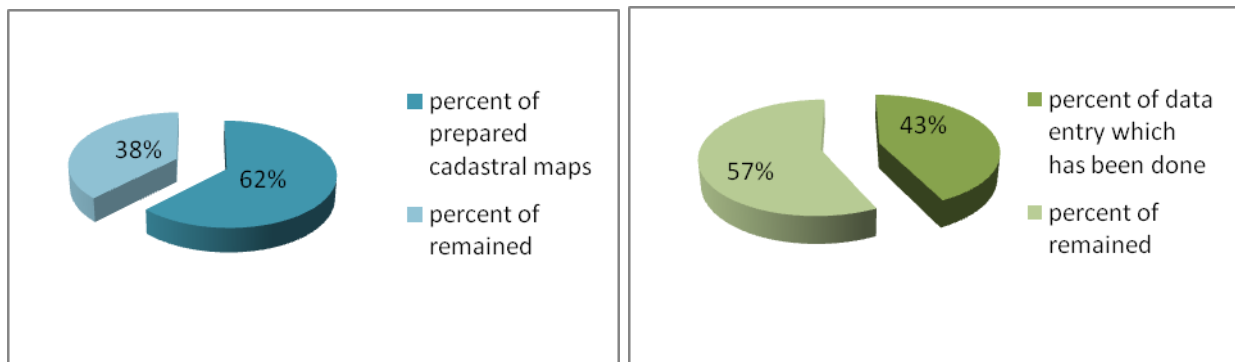 38%
62%
percent of
prepared
cadastral maps
percent of
remained
57%
43%
percent of data
entry which
has been done
percent of
remained